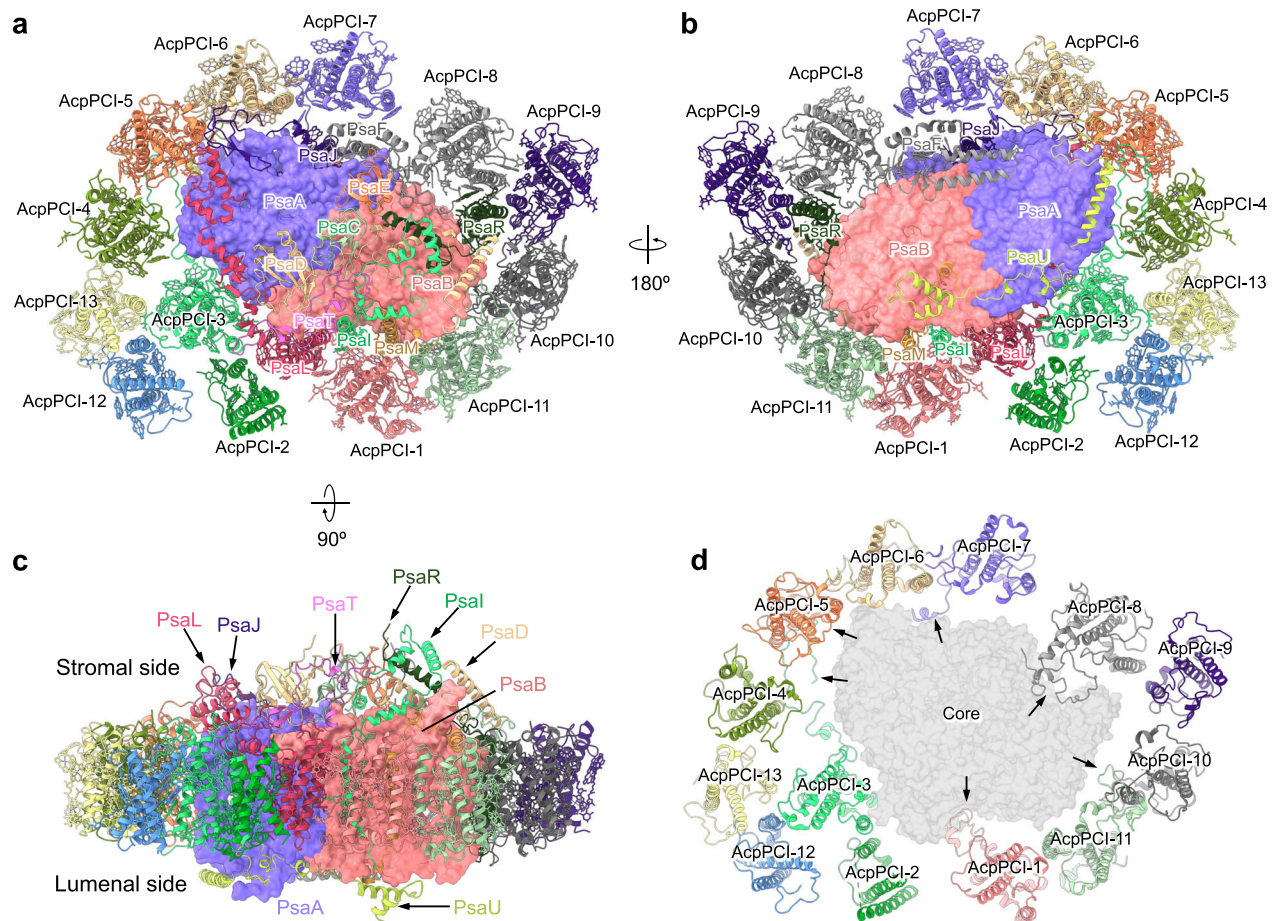 a
AcpPCI-7
AcpPCI-6
AcpPCI-8
AcpPCI-5
AcpPCI-9
PsaF
PsaJ
PsaE
AcpPCI-4
PsaA
PsaC
PsaR
PsaD
PsaB
AcpPCI-13
AcpPCI-3
PsaT
PsaI
PsaM
AcpPCI-10
PsaL
AcpPCI-12
AcpPCI-11
AcpPCI-2
AcpPCI-1
180º
b
AcpPCI-7
AcpPCI-6
AcpPCI-8
AcpPCI-5
AcpPCI-9
PsaJ
PsaF
AcpPCI-4
PsaA
PsaR
PsaB
PsaU
AcpPCI-13
AcpPCI-3
AcpPCI-10
PsaM
PsaI
PsaL
AcpPCI-11
AcpPCI-12
AcpPCI-1
AcpPCI-2
90º
c
PsaR
PsaT
PsaI
PsaL
PsaJ
PsaD
Stromal side
PsaB
Lumenal side
PsaA
PsaU
d
AcpPCI-7
AcpPCI-6
AcpPCI-5
AcpPCI-8
AcpPCI-9
AcpPCI-4
Core
AcpPCI-10
AcpPCI-13
AcpPCI-3
AcpPCI-11
AcpPCI-12
AcpPCI-2
AcpPCI-1